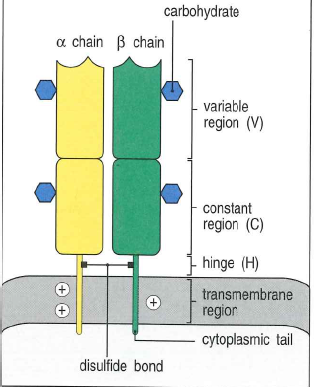 carbohydrate
α chain β chain
variable
region (V)
constant
region (C)
hinge (H)
transmembrane
region
+
+
+
cytoplasmic tail
disulfide bond